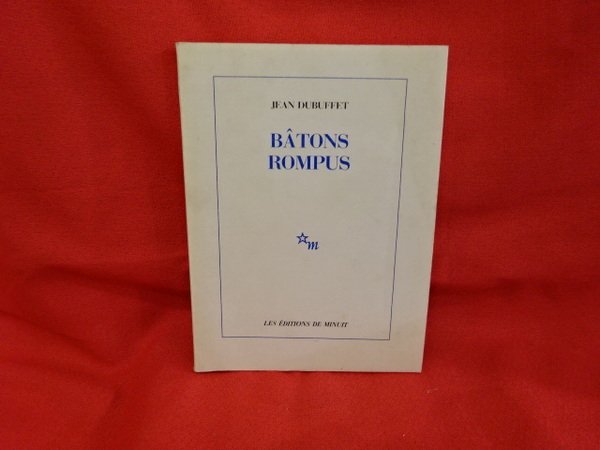 JEAN DUBUFFET
BÂTONS
ROMPUS
m
LES ÉDITIONS DE MINUIT